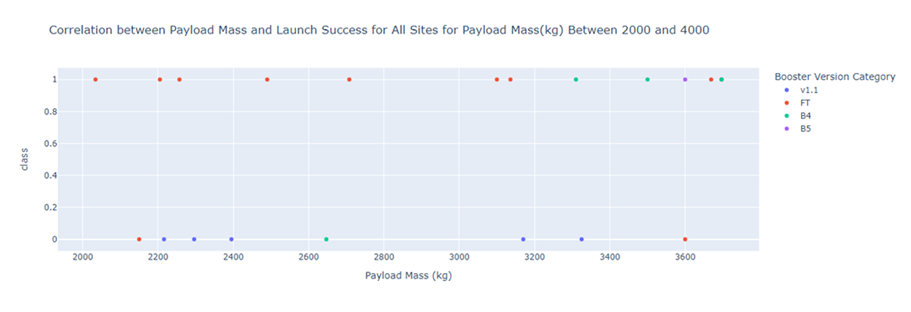 Correlation between Payload Mass and Launch Success for All Sites for Payload Mass(kg) Between 2000 and 4000
Booster Version Category
v1.1
FT
B4
B5
1
0.8
0.6
0.4
0.2
0
class
2000 2200 2400 2600 2800 3000 3200 3400 3600
Payload Mass (kg)